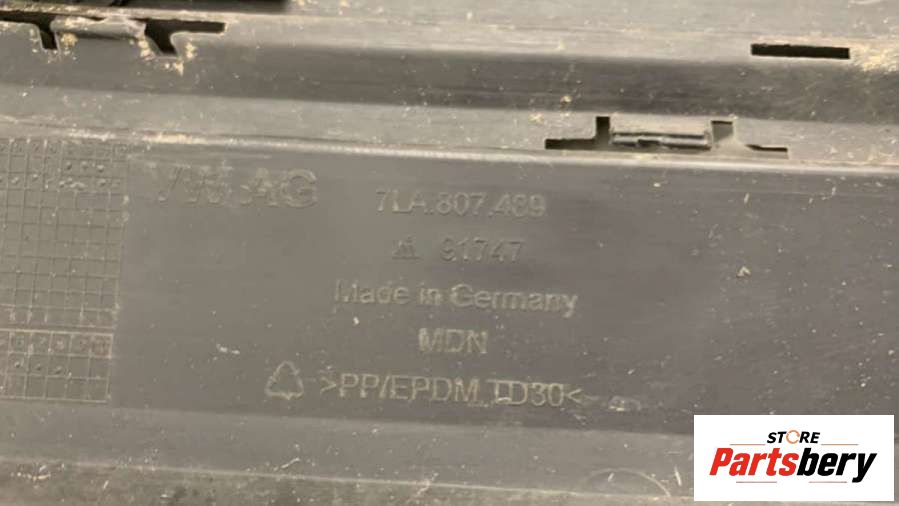 VW AG
7LA.807.489
91747
Made in Germany
MDN
>PP/EPDM TD30<
STORE
Partsbery